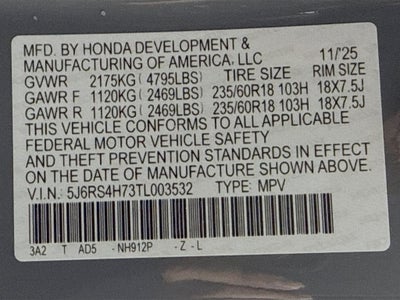 MFD. BY HONDA DEVELOPMENT &
MANUFACTURING OF AMERICA, LLC 11/'25
GVWR 2175KG (4795LBS) TIRE SIZE RIM SIZE
GAWR F 1120KG (2469LBS) 235/60R18 103H 18X7.5J
GAWR R 1120KG (2469LBS) 235/60R18 103H 18X7.5J
THIS VEHICLE CONFORMS TO ALL APPLICABLE
FEDERAL MOTOR VEHICLE SAFETY
AND THEFT PREVENTION STANDARDS IN EFFECT
ON THE DATE OF MANUFACTURE SHOWN ABOVE.
V.I.N.: 5J6RS4H73TL003532 TYPE: MPV
3A2 T AD5 - NH912P - Z - L